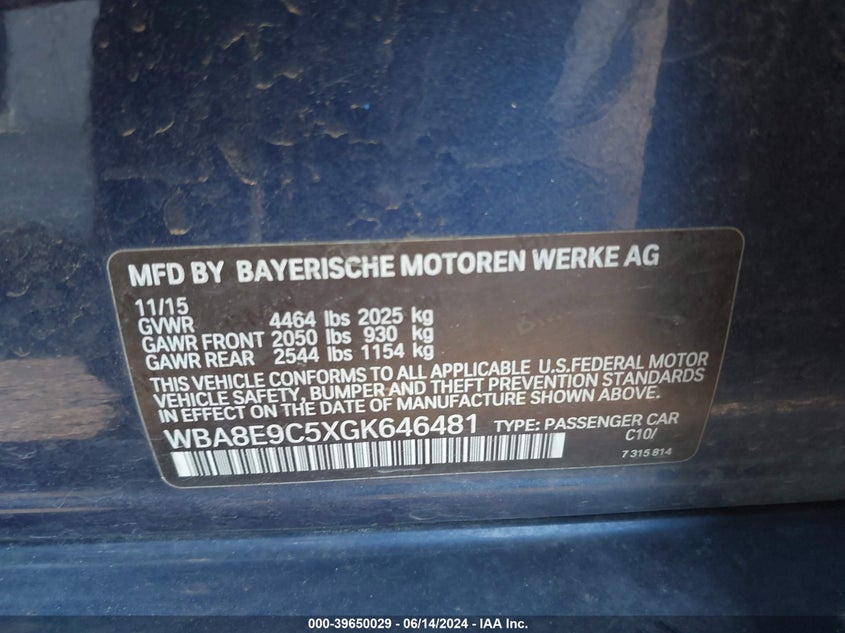 MFD BY BAYERISCHE MOTOREN WERKE AG
11/15
GVWR 4464 lbs 2025 kg
GAWR FRONT 2050 lbs 930 kg
GAWR REAR 2544 lbs 1154 kg
THIS VEHICLE CONFORMS TO ALL APPLICABLE U.S.FEDERAL MOTOR
VEHICLE SAFETY, BUMPER AND THEFT PREVENTION STANDARDS
IN EFFECT ON THE DATE OF MANUFACTURE SHOWN ABOVE.
WBA8E9C5XGK646481 TYPE: PASSENGER CAR
C10/
7 315 814
000-39650029 - 06/14/2024 - IAA Inc.